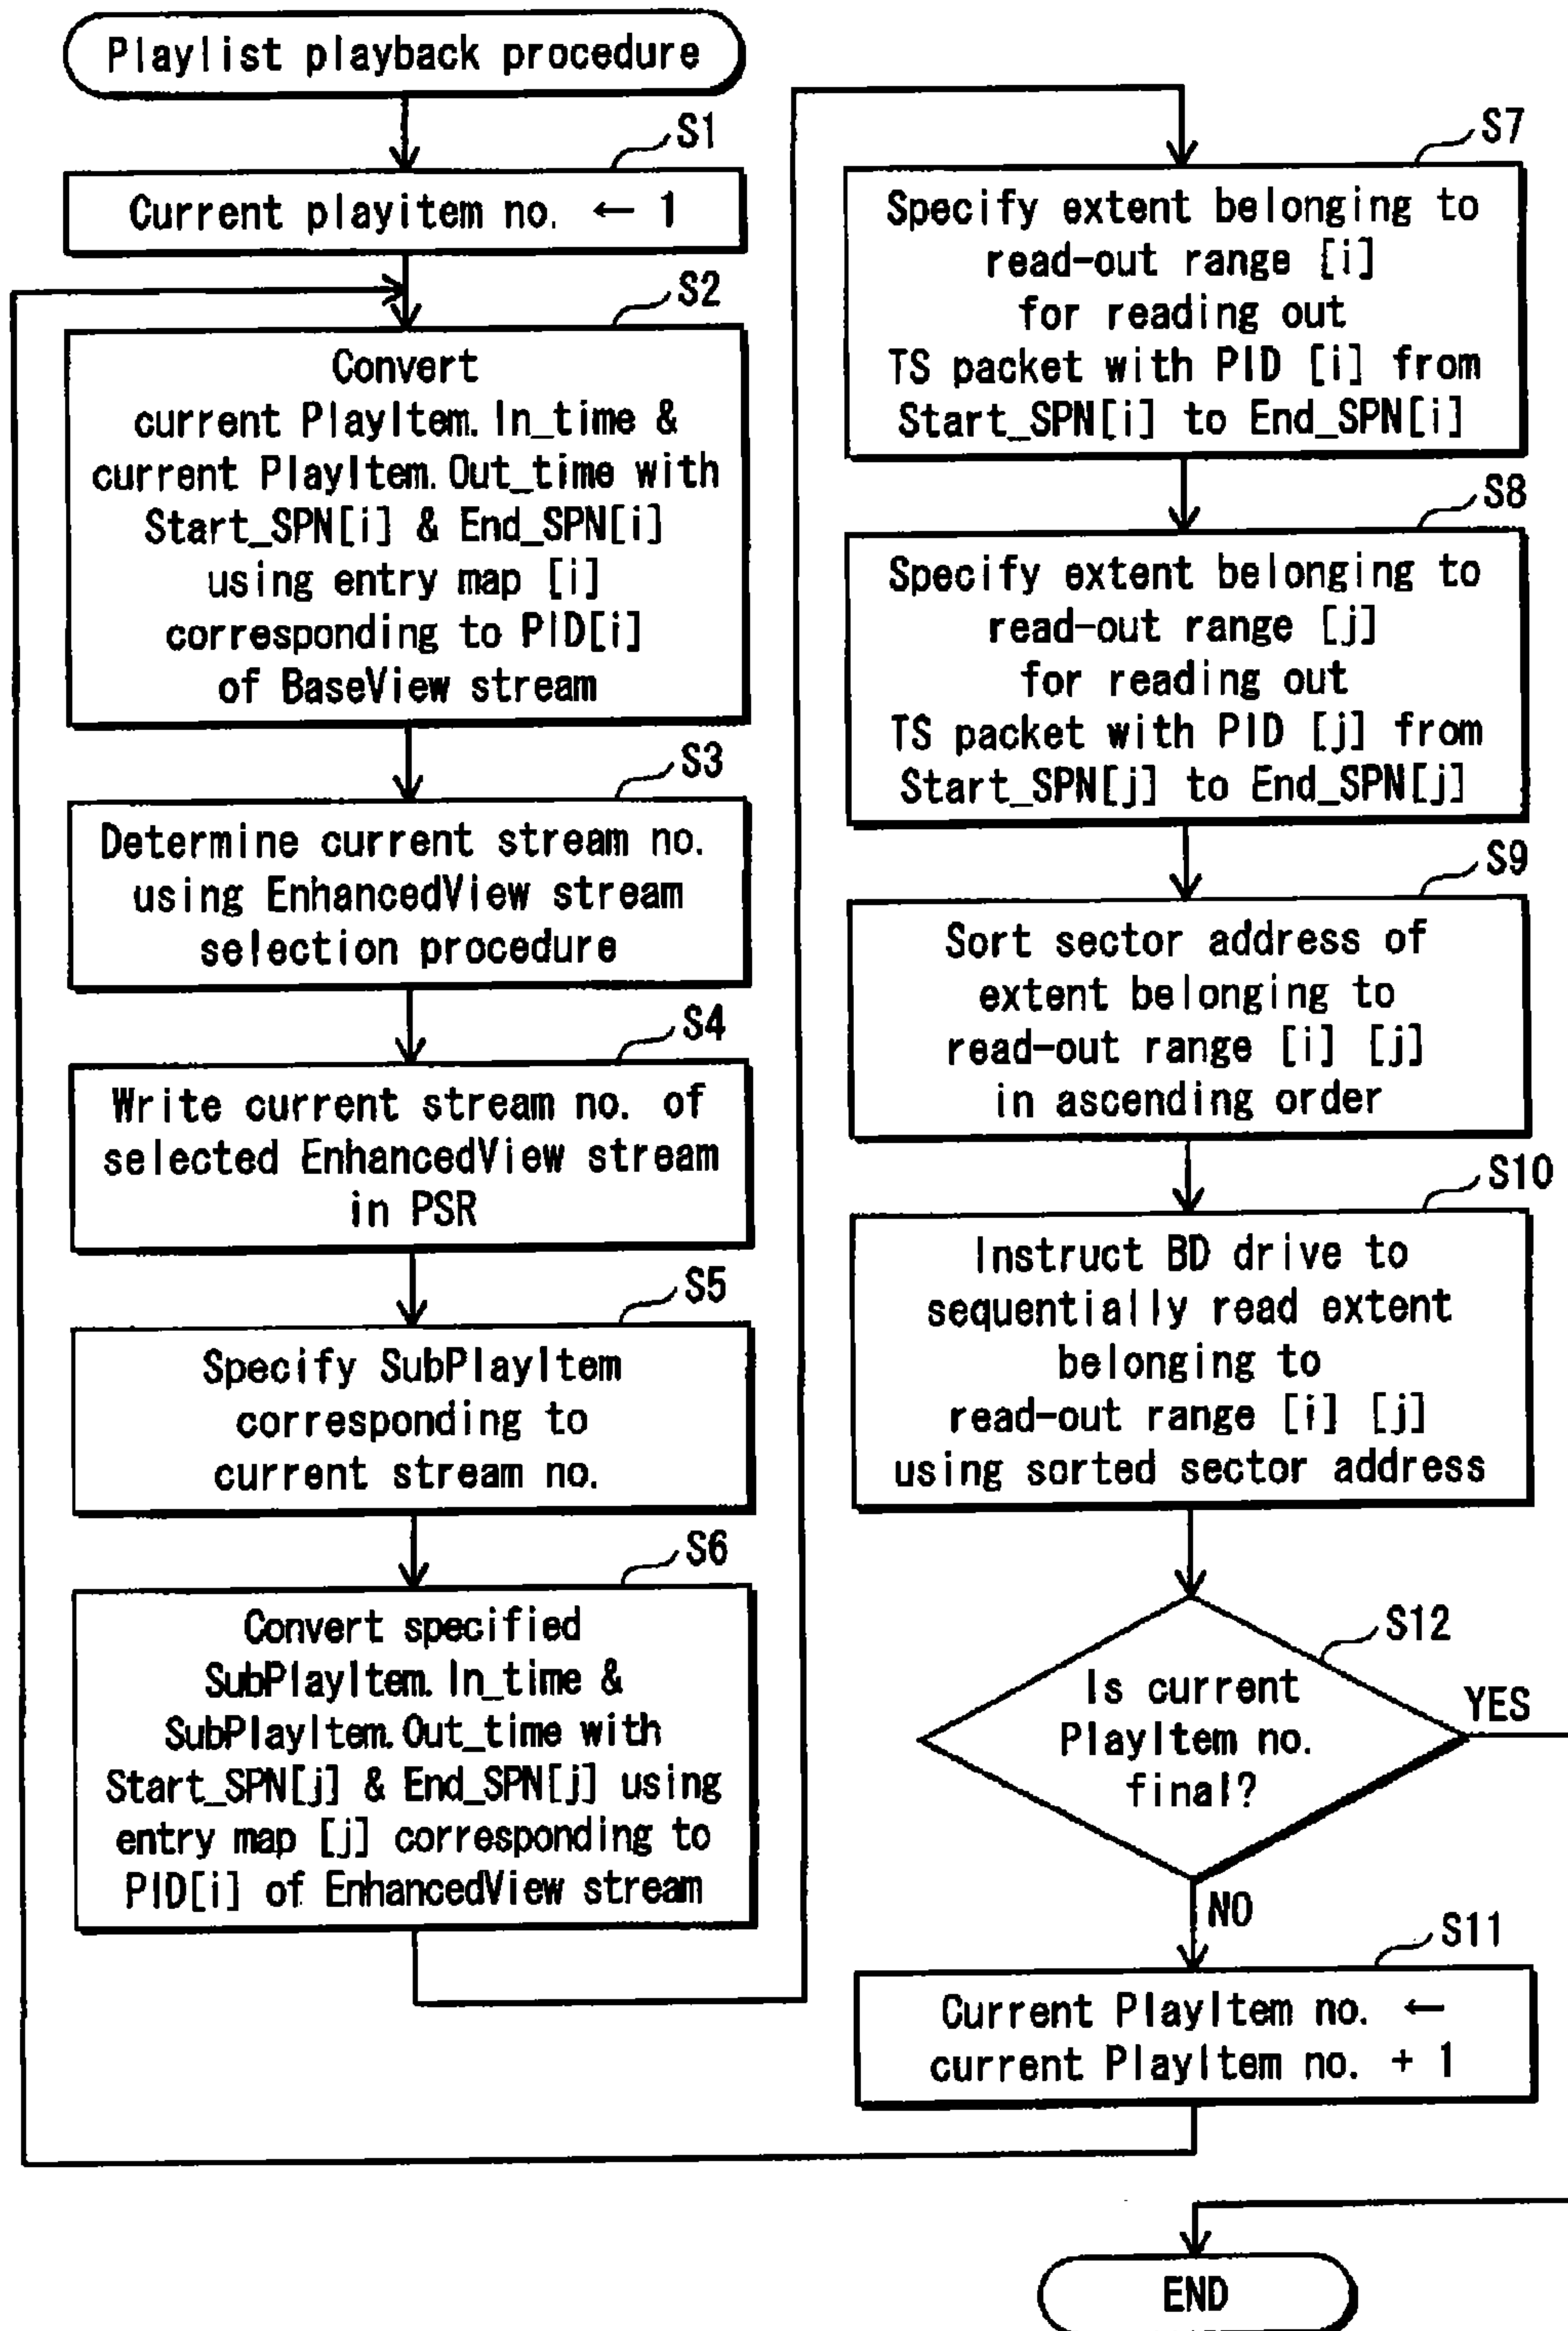 Playlist playback procedure
S1
Current playitem no. ← 1
S2
Convert
current PlayItem. In_time &
current PlayItem. Out_time with
Start_SPN[i] & End_SPN[i]
using entry map [i]
corresponding to PID[i]
of BaseView stream
S3
Determine current stream no.
using EnhancedView stream
selection procedure
S4
Write current stream no. of
selected EnhancedView stream
in PSR
S5
Specify SubPlayItem
corresponding to
current stream no.
S6
Convert specified
SubPlayItem. In_time &
SubPlayItem. Out_time with
Start_SPN[j] & End_SPN[j] using
entry map [j] corresponding to
PID[i] of EnhancedView stream
S7
Specify extent belonging to
read-out range [i]
for reading out
TS packet with PID [i] from
Start_SPN[i] to End_SPN[i]
S8
Specify extent belonging to
read-out range [j]
for reading out
TS packet with PID [j] from
Start_SPN[j] to End_SPN[j]
S9
Sort sector address of
extent belonging to
read-out range [i] [j]
in ascending order
S10
Instruct BD drive to
sequentially read extent
belonging to
read-out range [i] [j]
using sorted sector address
S12
Is current
PlayItem no.
final?
YES
NO
S11
Current PlayItem no. ←
current PlayItem no. + 1
END